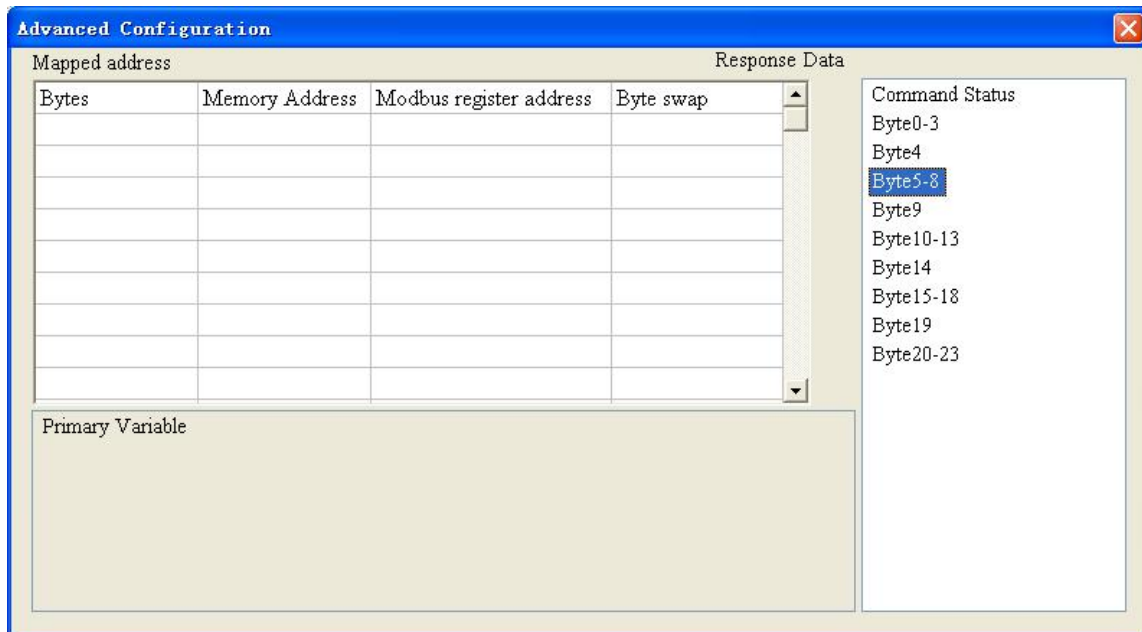 Advanced Configuration
Mapped address
Response Data
Bytes Memory Address Modbus register address Byte swap
Command Status
Byte0-3
Byte4
Byte5-8
Byte9
Byte10-13
Byte14
Byte15-18
Byte19
Byte20-23
Primary Variable